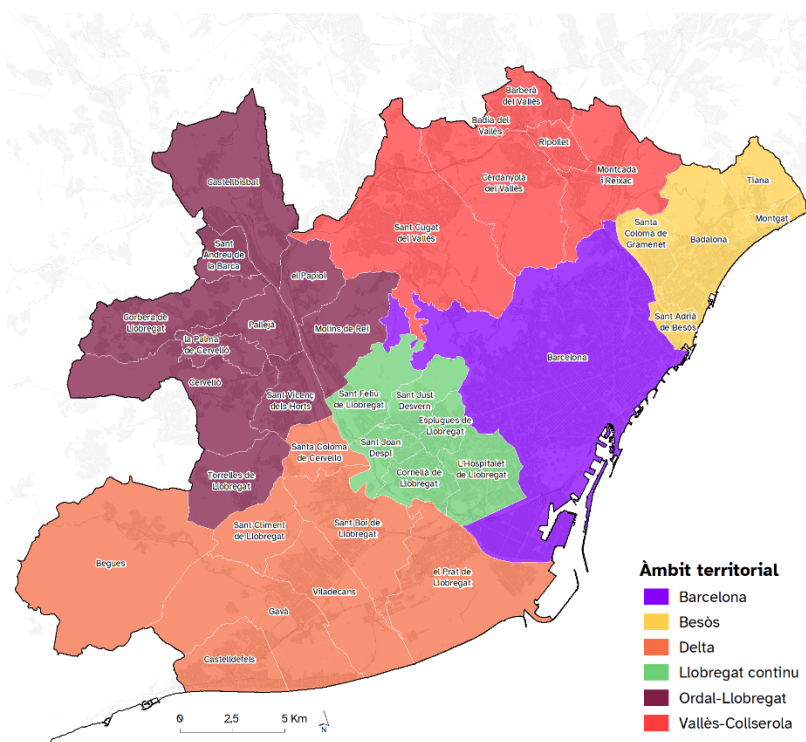 Barberà
del Vallès
Badia del
Vallès
Ripollet
Montcada
i Reixac
Cerdanyola
del Vallès
Sant Cugat
del Vallès
Tiana
Montgat
Badalona
Santa
Coloma de
Gramenet
Sant Adrià
de Besòs
Castellbisbal
Sant
Andreu de
la Barca
el Papiol
Corbera de
Llobregat
Pallejà
Molins de Rei
la Palma
de Cervelló
Cervelló
Sant Vicenç
dels Horts
Torrelles de
Llobregat
Barcelona
Sant Feliu
de Llobregat
Sant Just
Desvern
Esplugues de
Llobregat
Sant Joan
Despí
Cornellà de
Llobregat
L'Hospitalet
de Llobregat
Santa Coloma
de Cervelló
Sant Climent
de Llobregat
Sant Boi de
Llobregat
Begues
Viladecans
el Prat de
Llobregat
Gavà
Castelldefels
0 2,5 5 Km
N
Àmbit territorial
Barcelona
Besòs
Delta
Llobregat continu
Ordal-Llobregat
Vallès-Collserola